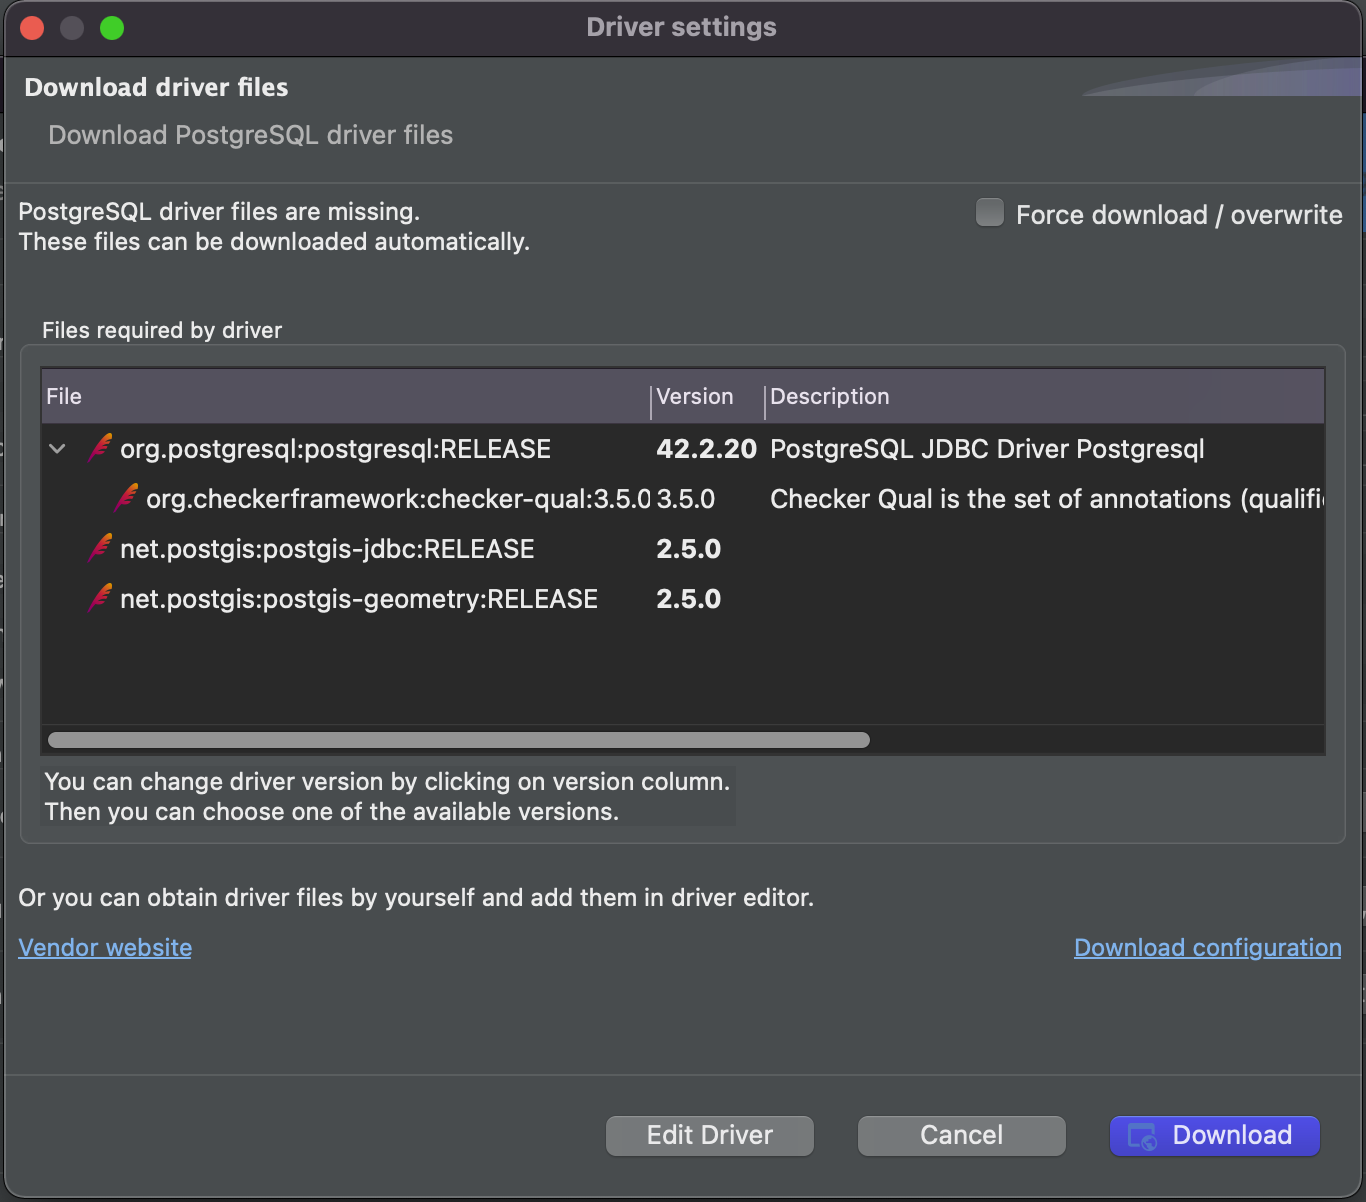 Driver settings
Download driver files
Download PostgreSQL driver files
PostgreSQL driver files are missing.
These files can be downloaded automatically.
Force download / overwrite
Files required by driver
File Version Description
org.postgresql:postgresql:RELEASE 42.2.20 PostgreSQL JDBC Driver Postgresql
org.checkerframework:checker-qual:3.5.0 3.5.0 Checker Qual is the set of annotations (qualifi
net.postgis:postgis-jdbc:RELEASE 2.5.0
net.postgis:postgis-geometry:RELEASE 2.5.0
You can change driver version by clicking on version column.
Then you can choose one of the available versions.
Or you can obtain driver files by yourself and add them in driver editor.
Vendor website Download configuration
Edit Driver Cancel Download